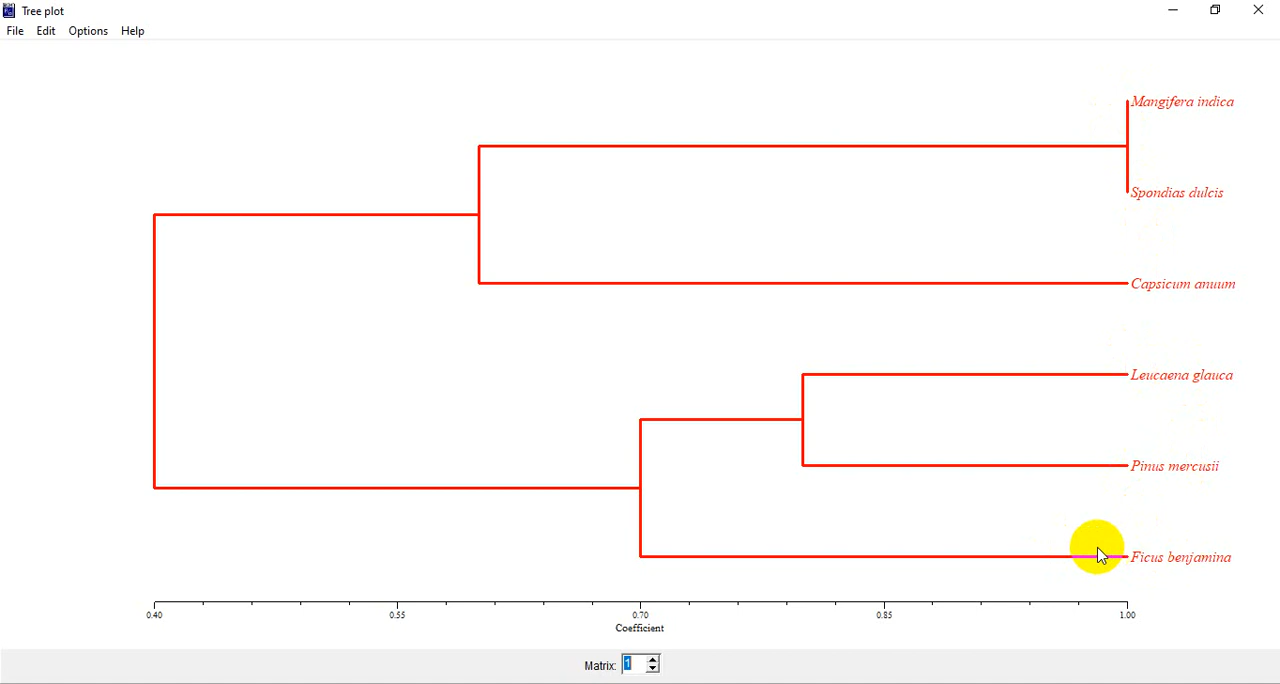 Tree plot
File Edit Options Help
Mangifera indica
Spondias dulcis
Capsicum anuum
Leucaena glauca
Pinus mercusii
Ficus benjamina
0.40 0.55 0.70 0.85 1.00
Coefficient
Matrix: 1